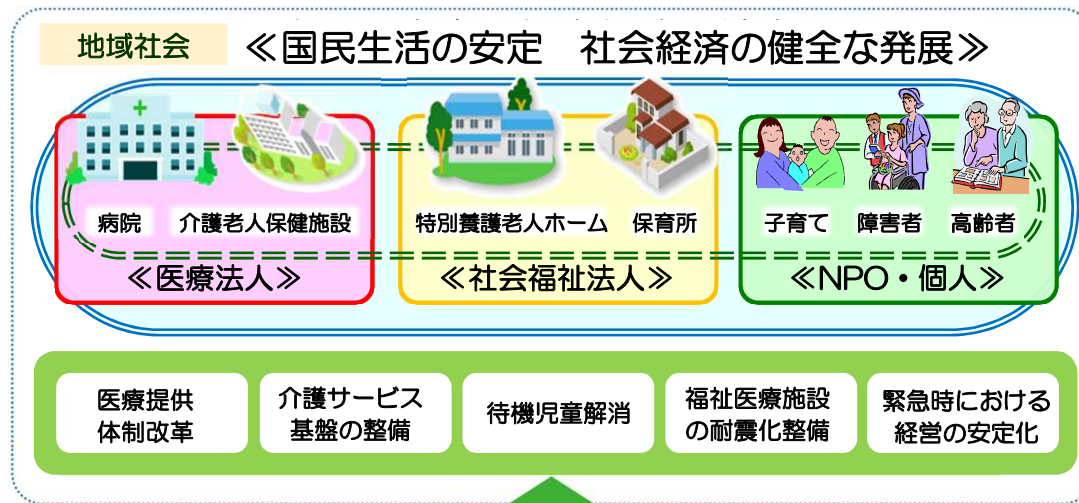 地域社会
≪国民生活の安定　社会経済の健全な発展≫
病院
介護老人保健施設
特別養護老人ホーム
保育所
子育て
障害者
高齢者
≪医療法人≫
≪社会福祉法人≫
≪NPO・個人≫
医療提供
体制改革
介護サービス
基盤の整備
待機児童解消
福祉医療施設
の耐震化整備
緊急時における
経営の安定化